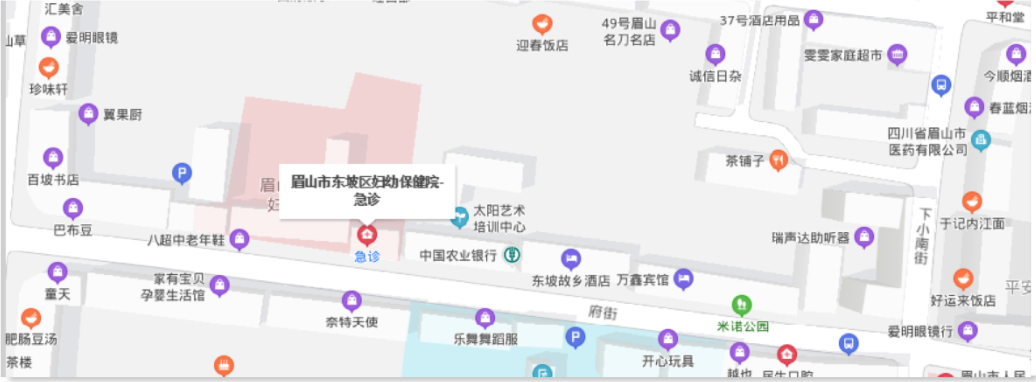 汇美舍
爱明眼镜
珍味轩
翼果厨
百坡书店
巴布豆
八超中老年鞋
童天
家有宝贝
孕婴生活馆
肥肠豆汤
茶楼
奈特天使
眉山市东坡区妇幼保健院-
急诊
急诊
迎春饭店
49号眉山
名刀名店
37号酒店用品
平和堂
诚信日杂
雯雯家庭超市
今顺烟酒
春蓝烟
四川省眉山市
医药有限公司
茶铺子
太阳艺术
培训中心
中国农业银行
东坡故乡酒店
万鑫宾馆
瑞声达助听器
下小南街
于记内江面
好运来饭店
平安
府街
米诺公园
爱明眼镜行
乐舞舞蹈服
开心玩具
P
P